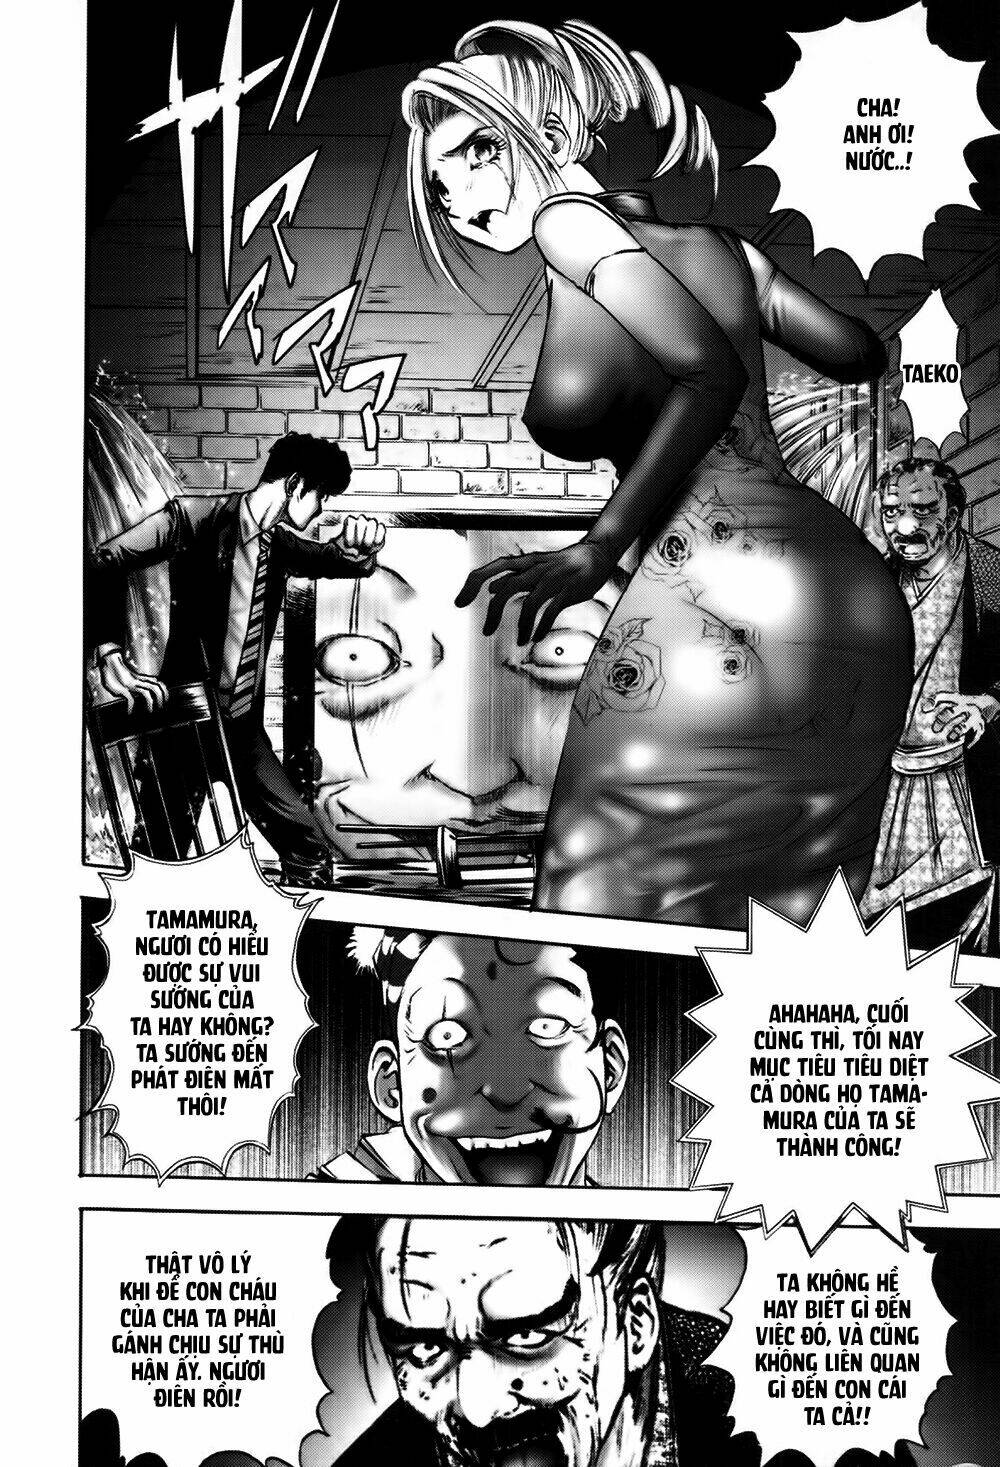 CHA!
ANH ƠI!
NƯỚC..!
TAEKO
ザザザザ
AHAHAHA, CUỐI
CÙNG THÌ, TỐI NAY
MỤC TIÊU TIÊU DIỆT
CẢ DÒNG HỌ TAMA-
MURA CỦA TA SẼ
THÀNH CÔNG!
TAMAMURA,
NGƯƠI CÓ HIỂU
ĐƯỢC SỰ VUI
SƯỚNG CỦA
TA HAY KHÔNG?
TA SƯỚNG ĐẾN
PHÁT ĐIÊN MẤT
THÔI!
TA KHÔNG HỀ
HAY BIẾT GÌ ĐẾN
VIỆC ĐÓ, VÀ CŨNG
KHÔNG LIÊN QUAN
GÌ ĐẾN CON CÁI
TA CẢ!!
THẬT VÔ LÝ
KHI ĐỂ CON CHÁU
CỦA CHA TA PHẢI
GÁNH CHỊU SỰ THÙ
HẬN ẤY. NGƯƠI
ĐIÊN RỒI!